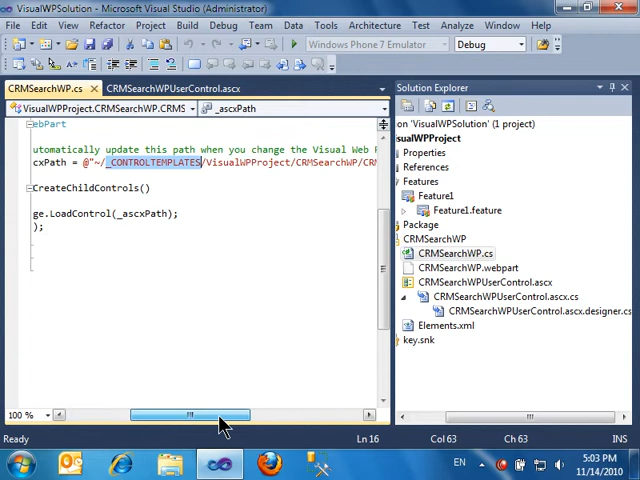 VisualWPSolution - Microsoft Visual Studio (Administrator)
File Edit View Refactor Project Build Debug Team Data Tools Architecture Test Analyze Window Help
Windows Phone 7 Emulator Debug
CRMSearchWP.cs CRMSearchWPUserControl.ascx
VisualWPProject.CRMSearchWP.CRMS _ascxPath
ebPart
utomatically update this path when you change the Visual Web P
cxPath = @"~/_CONTROLTEMPLATES/VisualWPProject/CRMSearchWP/CRM
CreateChildControls()
ge.LoadControl(_ascxPath);
);
100 %
Solution Explorer
on 'VisualWPSolution' (1 project)
isualWPProject
Properties
References
Features
Feature1
Feature1.feature
Package
CRMSearchWP
CRMSearchWP.cs
CRMSearchWP.webpart
CRMSearchWPUserControl.ascx
CRMSearchWPUserControl.ascx.cs
CRMSearchWPUserControl.ascx.designer.cs
Elements.xml
key.snk
Ready Ln 16 Col 63 Ch 63
EN 5:03 PM
11/14/2010